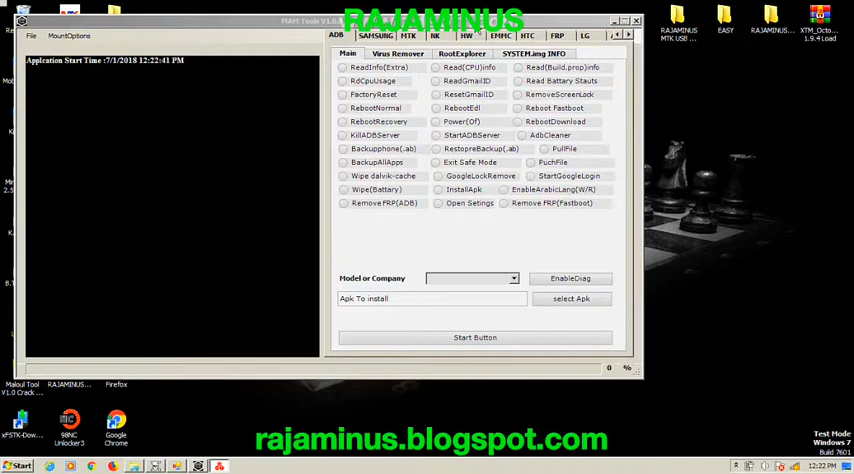 RAJAMINUS
MAM Tools V1.0.
File MountOptions
ADB SAMSUNG MTK NK HW EMMC HTC FRP LG
Main Virus Remover RootExplorer SYSTEM.img INFO
Application Start Time :7/1/2018 12:22:41 PM
ReadInfo(Extra) Read(CPU)info Read(Build.prop)info
RdCpuUsage ReadGmailID Read Battary Stauts
FactoryReset ResetGmailID RemoveScreenLock
RebootNormal RebootEdl Reboot Fastboot
RebootRecovery Power(Of) RebootDownload
KillADBServer StartADBServer AdbCleaner
Backupphone(.ab) RestopreBackup(.ab) PullFile
BackupAllApps Exit Safe Mode PuchFile
Wipe dalvik-cache GoogleLockRemove StartGoogleLogin
Wipe(Battary) InstallApk EnableArabicLang(W/R)
Remove FRP(ADB) Open Setings Remove FRP(Fastboot)
Model or Company EnableDiag
Apk To install select Apk
Start Button
0 %
RAJAMINUS
MTK USB ...
EASY
RAJAMINUS...
XTM_Octo...
1.9.4 Load
Maloul Tool
V1.0 Crack ...
RAJAMINUS...
Firefox
xFSTK-Dow...
98NC
Unlocker3
Google
Chrome
rajaminus.blogspot.com
Test Mode
Windows 7
Build 7601
Start
12:22 PM